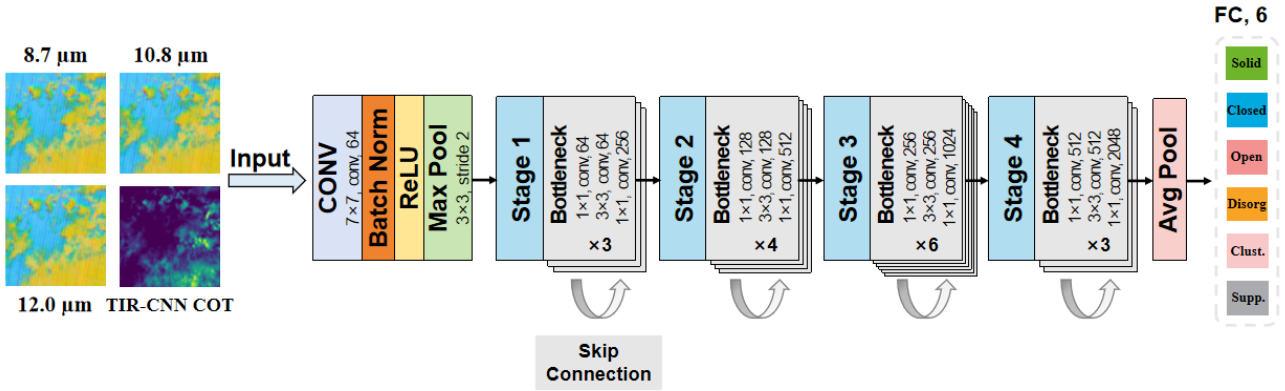 8.7 μm
10.8 μm
12.0 μm
TIR-CNN COT
Input
CONV
7×7, conv, 64
Batch Norm
ReLU
Max Pool
3×3, stride 2
Stage 1
Bottleneck
1×1, conv, 64
3×3, conv, 64
1×1, conv, 256
×3
Stage 2
Bottleneck
1×1, conv, 128
3×3, conv, 128
1×1, conv, 512
×4
Stage 3
Bottleneck
1×1, conv, 256
3×3, conv, 256
1×1, conv, 1024
×6
Stage 4
Bottleneck
1×1, conv, 512
3×3, conv, 512
1×1, conv, 2048
×3
Avg Pool
Skip
Connection
FC, 6
Solid
Closed
Open
Disorg
Clust.
Supp.